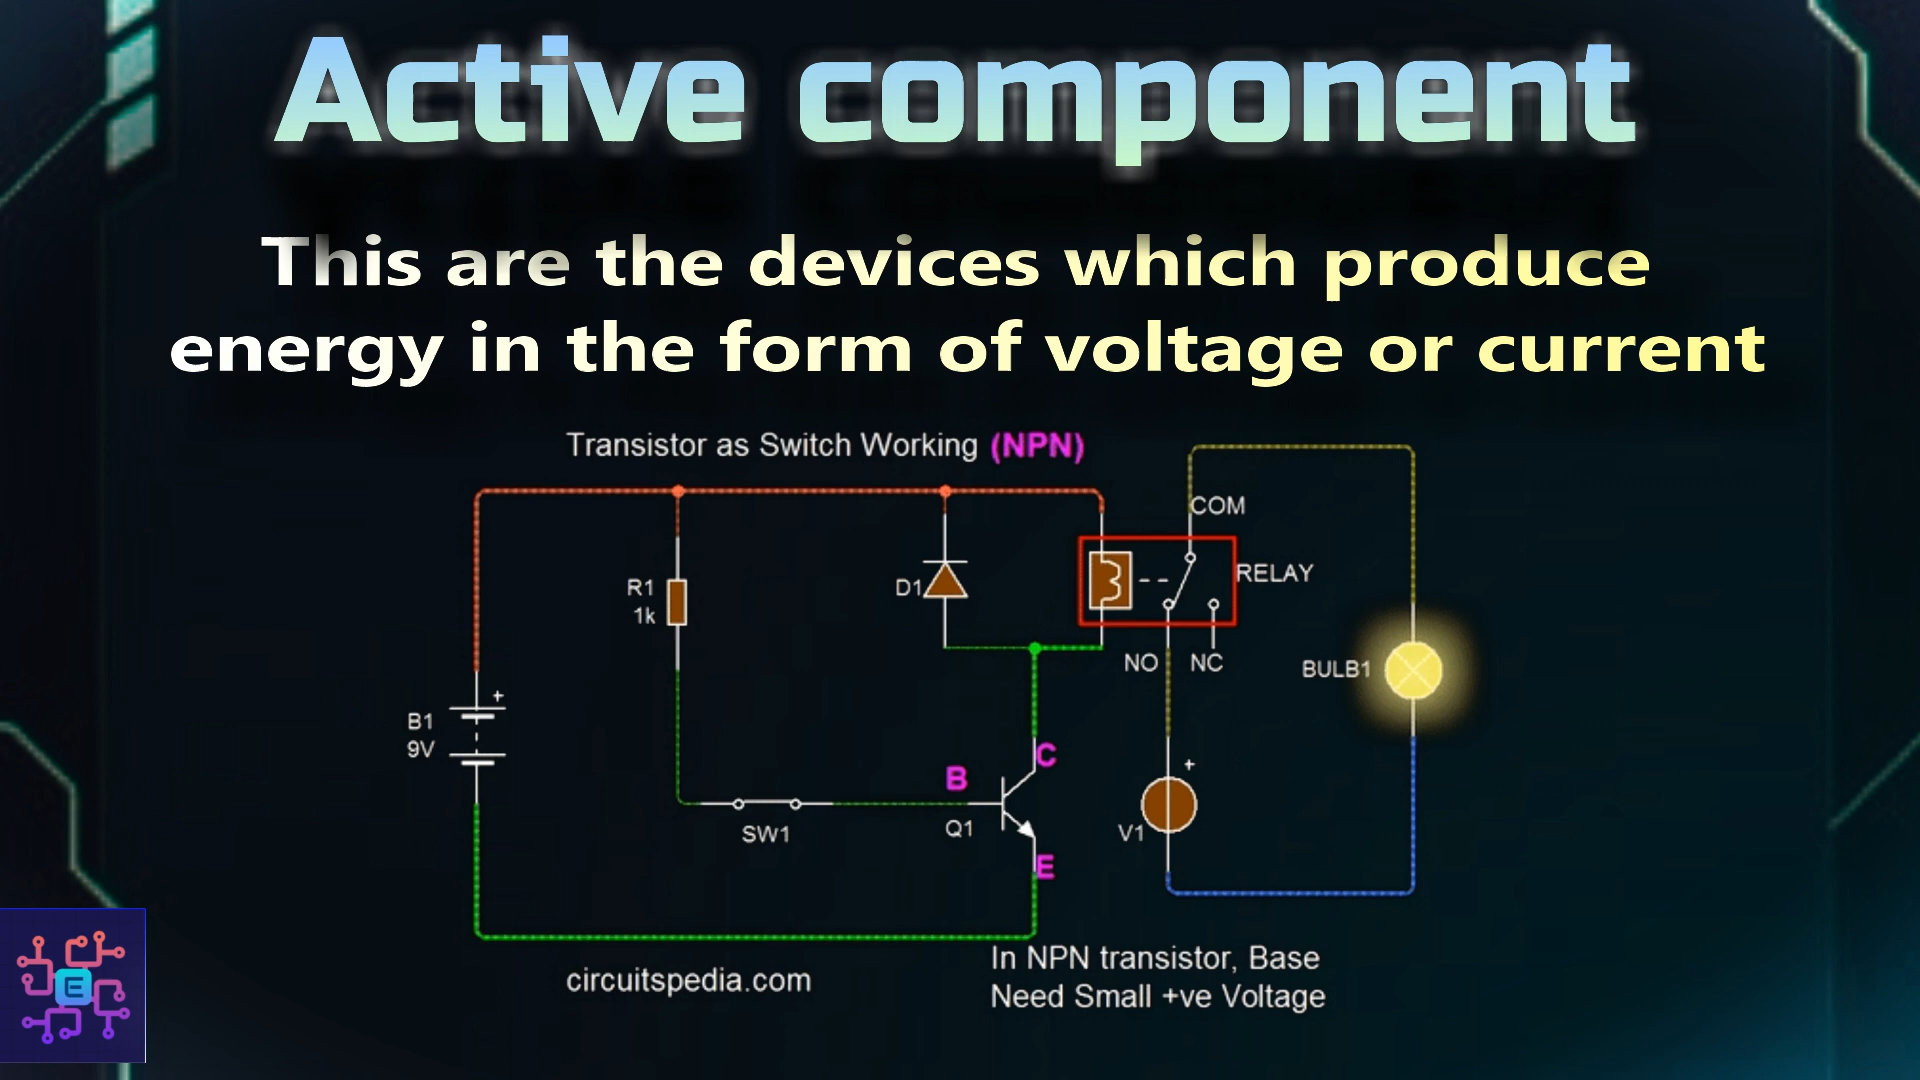 Active component
This are the devices which produce
energy in the form of voltage or current
Transistor as Switch Working (NPN)
COM
R1
1k
D1
RELAY
NO
NC
BULB1
+
B1
9V
C
B
+
SW1
Q1
V1
E
In NPN transistor, Base
Need Small +ve Voltage
circuitspedia.com
E